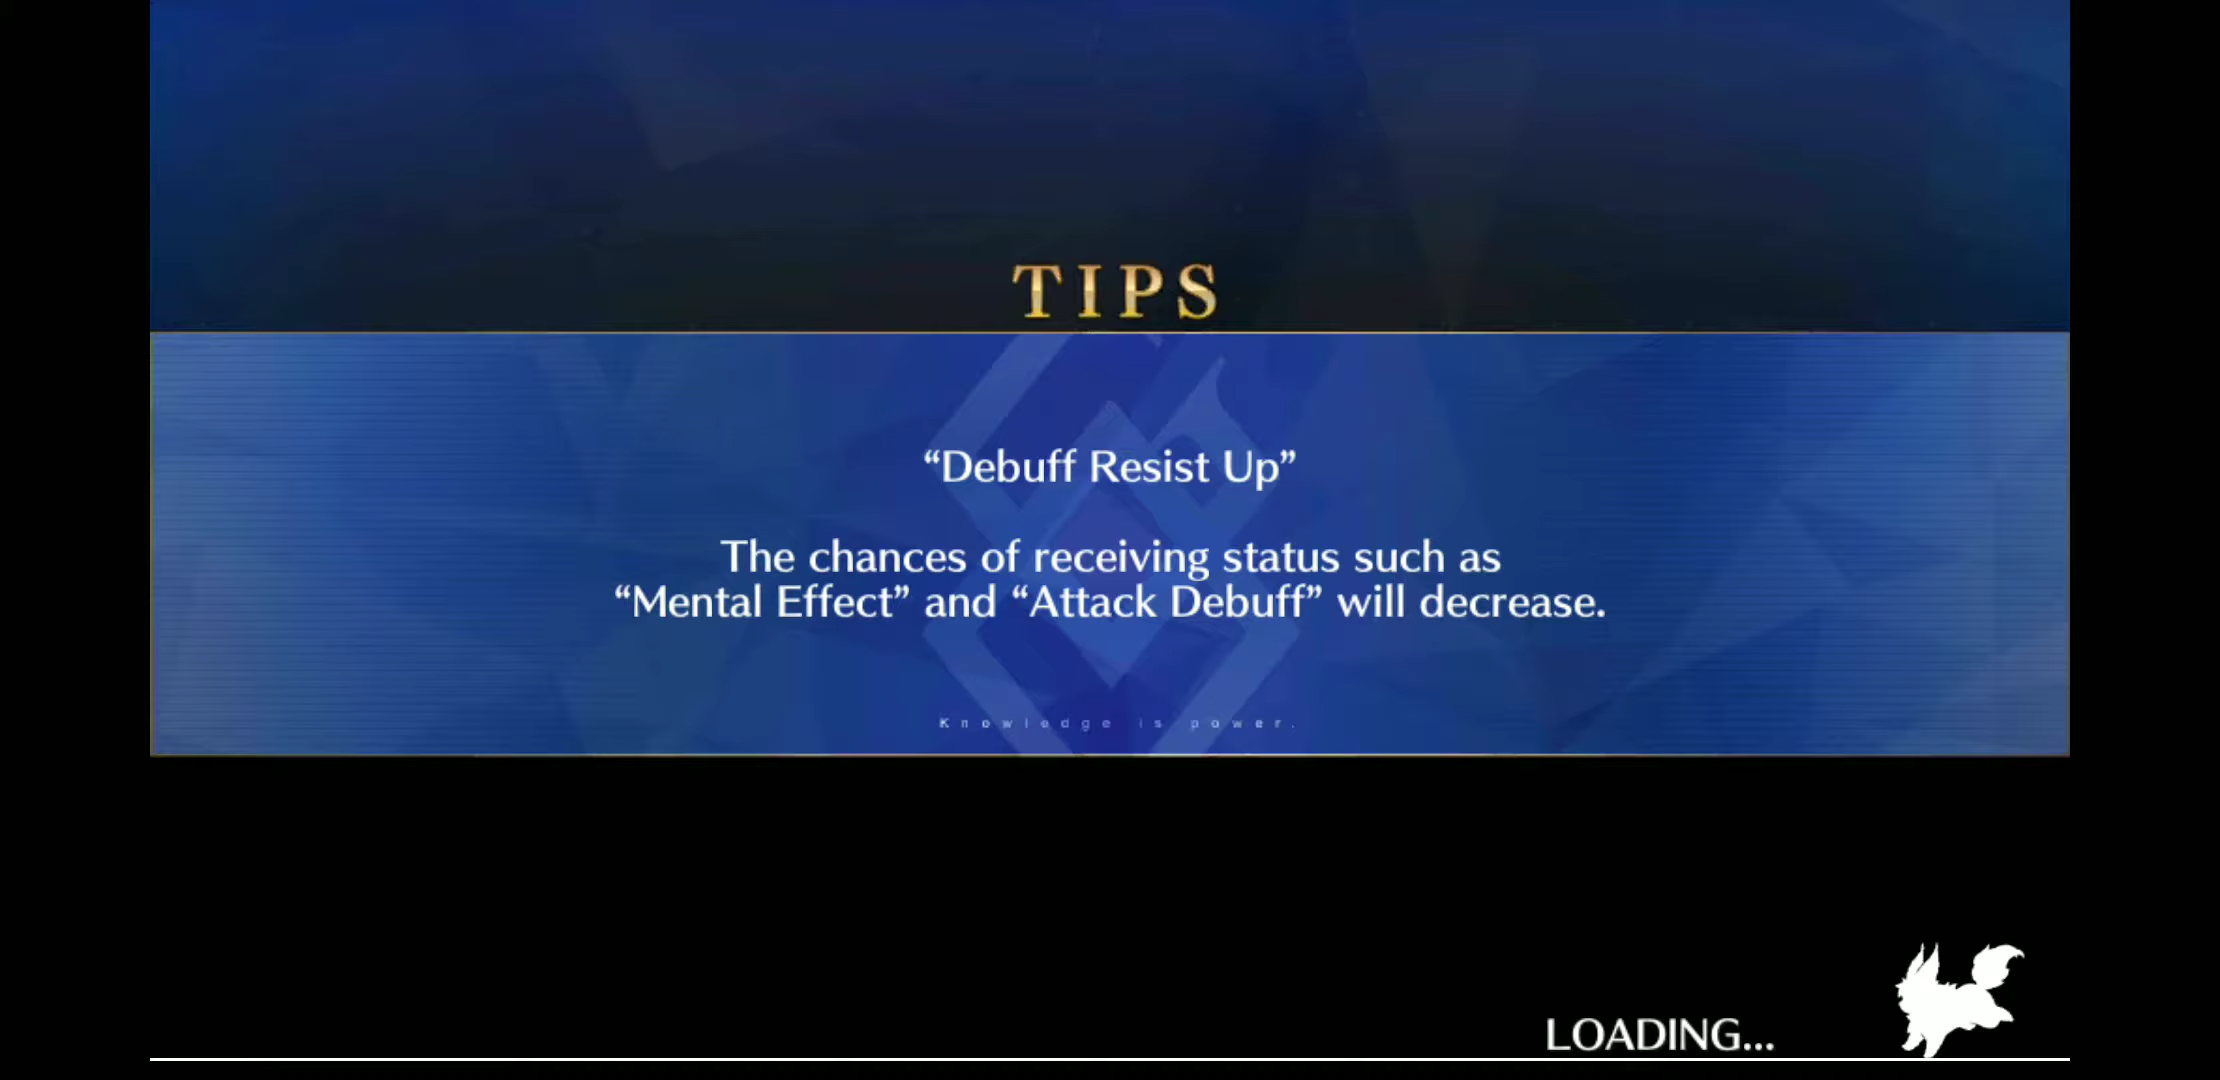 TIPS
“Debuff Resist Up”
The chances of receiving status such as
“Mental Effect” and “Attack Debuff” will decrease.
Knowledge is power.
LOADING...